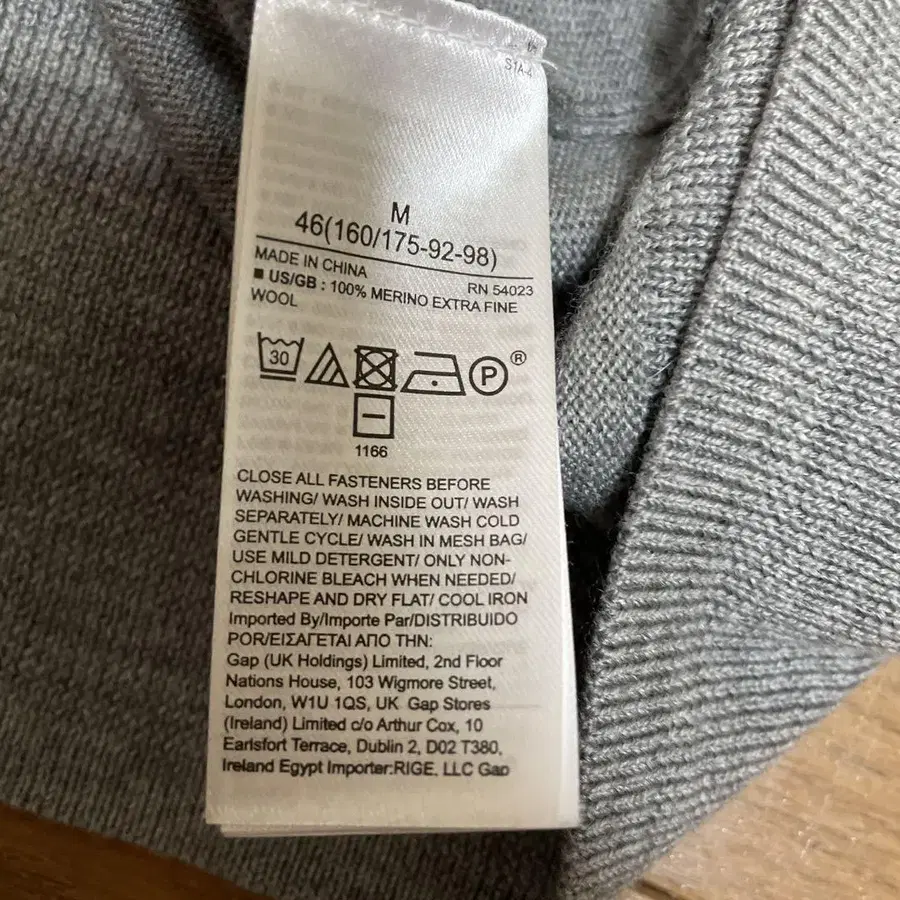 S1A-4
M
46(160/175-92-98)
MADE IN CHINA
RN 54023
■ US/GB : 100% MERINO EXTRA FINE
WOOL
30
P
®
1166
CLOSE ALL FASTENERS BEFORE
WASHING/ WASH INSIDE OUT/ WASH
SEPARATELY/ MACHINE WASH COLD
GENTLE CYCLE/ WASH IN MESH BAG/
USE MILD DETERGENT/ ONLY NON-
CHLORINE BLEACH WHEN NEEDED/
RESHAPE AND DRY FLAT/ COOL IRON
Imported By/Importe Par/DISTRIBUIDO
POR/ΕΙΣΑΓΕΤΑΙ ΑΠΟ ΤΗΝ:
Gap (UK Holdings) Limited, 2nd Floor
Nations House, 103 Wigmore Street,
London, W1U 1QS, UK Gap Stores
(Ireland) Limited c/o Arthur Cox, 10
Earlsfort Terrace, Dublin 2, D02 T380,
Ireland Egypt Importer:RIGE, LLC Gap